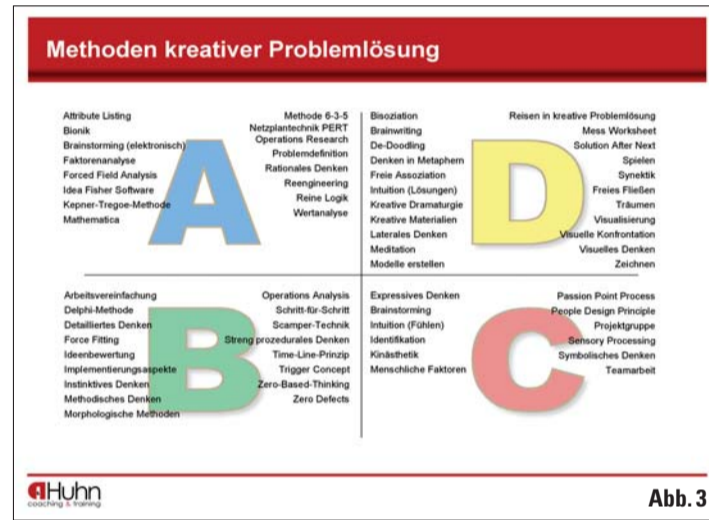 Methoden kreativer Problemlösung
Attribute Listing
Bionik
Brainstorming (elektronisch)
Faktorenanalyse
Forced Field Analysis
Idea Fisher Software
Kepner-Tregoe-Methode
Mathematica
Methode 6-3-5
Netzplantechnik PERT
Operations Research
Problemdefinition
Rationales Denken
Reengineering
Reine Logik
Wertanalyse
A
Bisoziation
Brainwriting
De-Doodling
Denken in Metaphern
Freie Assoziation
Intuition (Lösungen)
Kreative Dramaturgie
Kreative Materialien
Laterales Denken
Meditation
Modelle erstellen
Reisen in kreative Problemlösung
Mess Worksheet
Solution After Next
Spielen
Synektik
Freies Fließen
Träumen
Visualisierung
Visuelle Konfrontation
Visuelles Denken
Zeichnen
D
Arbeitsvereinfachung
Delphi-Methode
Detailliertes Denken
Force Fitting
Ideenbewertung
Implementierungsaspekte
Instinktives Denken
Methodisches Denken
Morphologische Methoden
Operations Analysis
Schritt-für-Schritt
Scamper-Technik
Streng prozedurales Denken
Time-Line-Prinzip
Trigger Concept
Zero-Based-Thinking
Zero Defects
B
Expressives Denken
Brainstorming
Intuition (Fühlen)
Identifikation
Kinästhetik
Menschliche Faktoren
Passion Point Process
People Design Principle
Projektgruppe
Sensory Processing
Symbolisches Denken
Teamarbeit
C
Huhn
coaching & training
Abb. 3